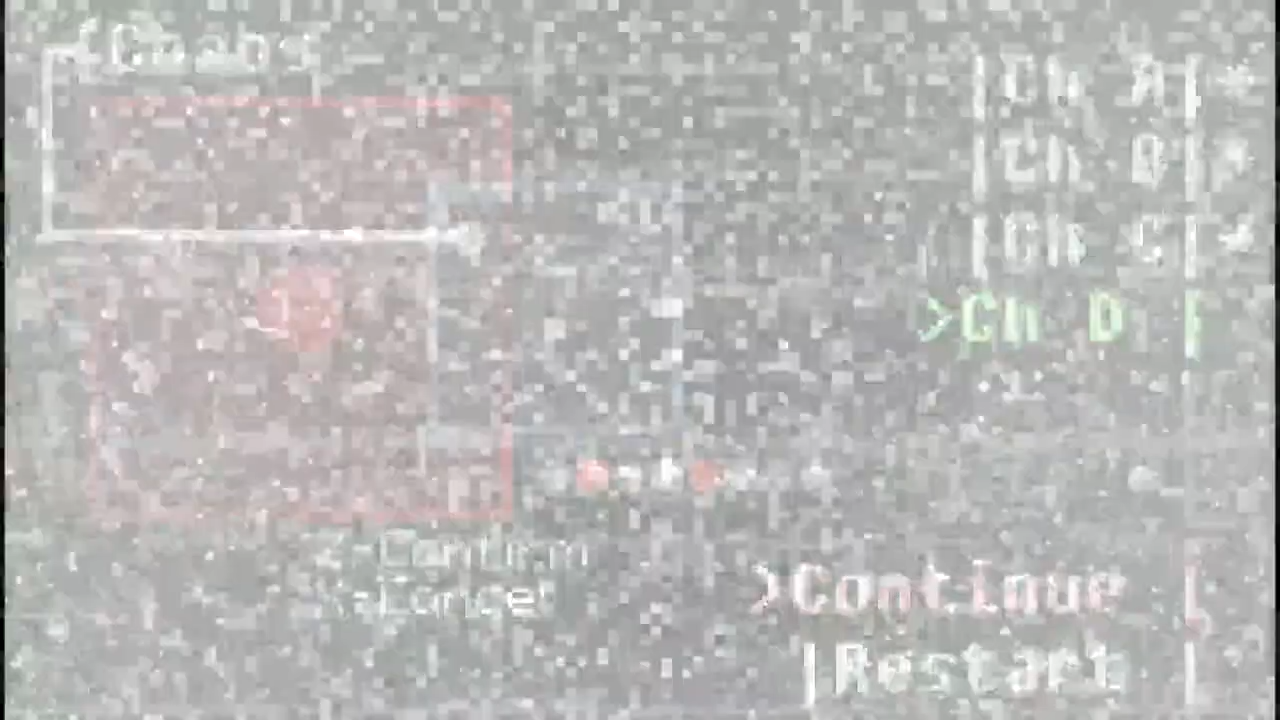 |Ch A| *
|Ch B| *
|Ch C| *
>Ch D |
Z-Confirm
X-Cancel
>Continue |
|Restart |